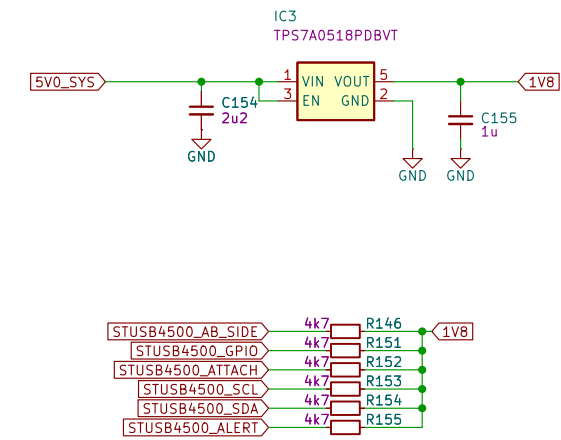 IC3
TPS7A0518PDBVT
5V0_SYS
1 VIN VOUT 5
3 EN GND 2
1V8
C154
2u2
GND
C155
1u
GND
GND
STUSB4500_AB_SIDE 4k7 R146 1V8
STUSB4500_GPIO 4k7 R151
STUSB4500_ATTACH 4k7 R152
STUSB4500_SCL 4k7 R153
STUSB4500_SDA 4k7 R154
STUSB4500_ALERT 4k7 R155